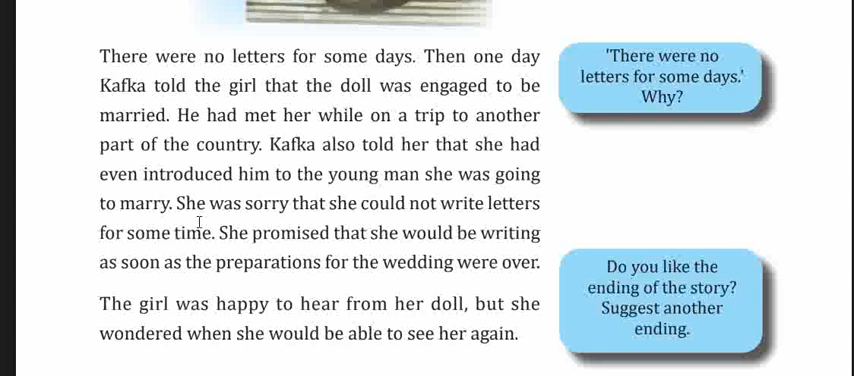 There were no letters for some days. Then one day
Kafka told the girl that the doll was engaged to be
married. He had met her while on a trip to another
part of the country. Kafka also told her that she had
even introduced him to the young man she was going
to marry. She was sorry that she could not write letters
for some time. She promised that she would be writing
as soon as the preparations for the wedding were over.
The girl was happy to hear from her doll, but she
wondered when she would be able to see her again.
'There were no
letters for some days.'
Why?
Do you like the
ending of the story?
Suggest another
ending.